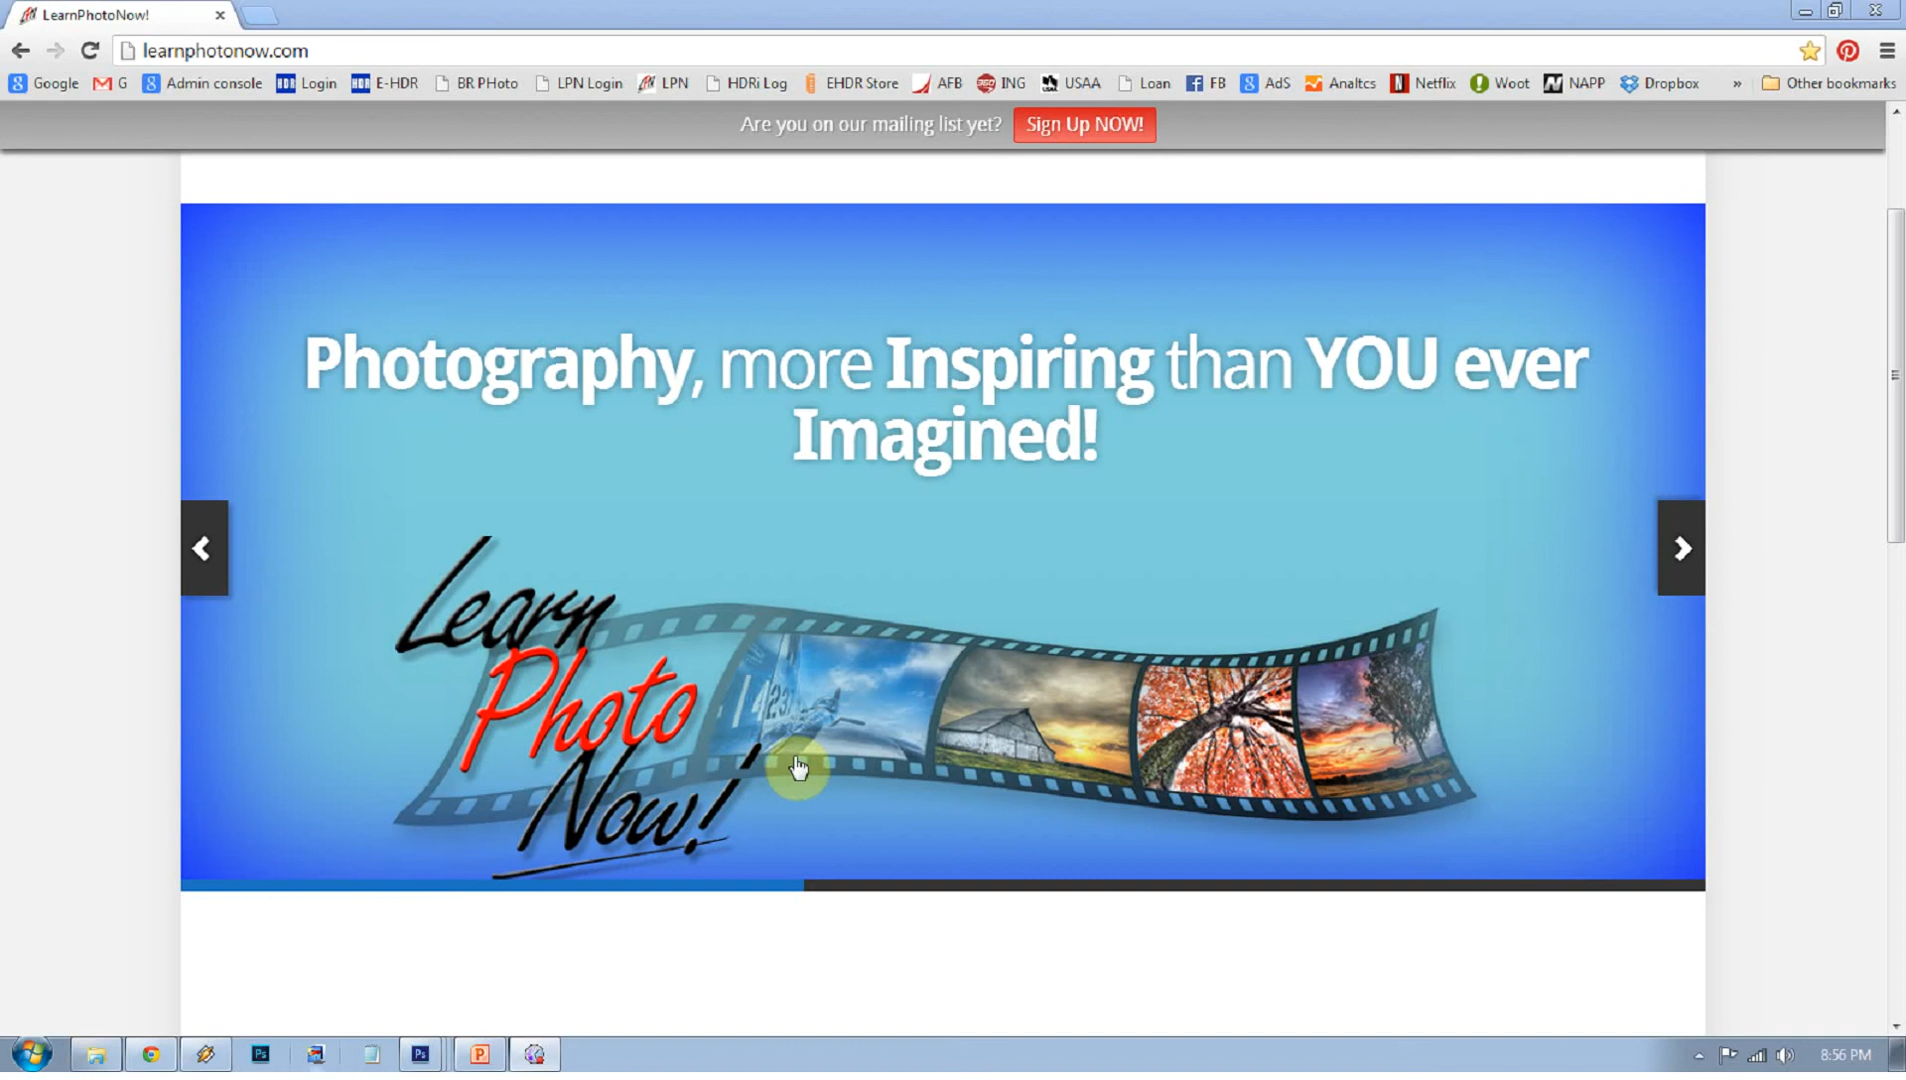 LearnPhotoNow!
learnphotonow.com
Google G Admin console Login E-HDR BR PHoto LPN Login LPN HDRi Log EHDR Store AFB ING USAA Loan FB AdS Analtcs Netflix Woot NAPP Dropbox » Other bookmarks
Are you on our mailing list yet? Sign Up NOW!
Photography, more Inspiring than YOU ever
Imagined!
Learn
Photo
Now!
8:56 PM